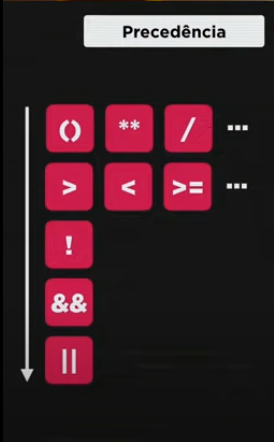 Precedência
() ** / ...
> < >= ...
!
&&
||